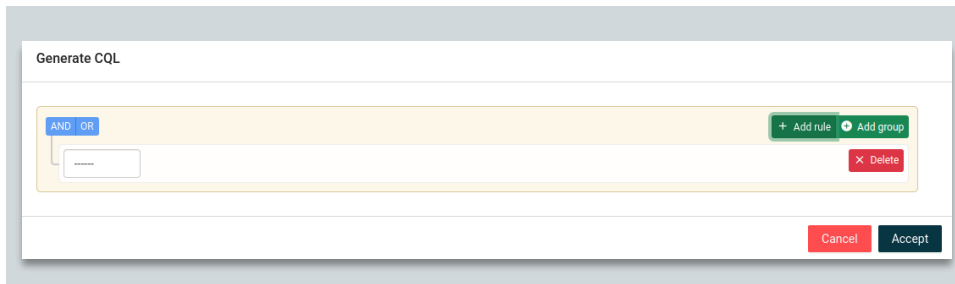 Generate CQL
AND OR
+ Add rule Add group
------
× Delete
Cancel Accept